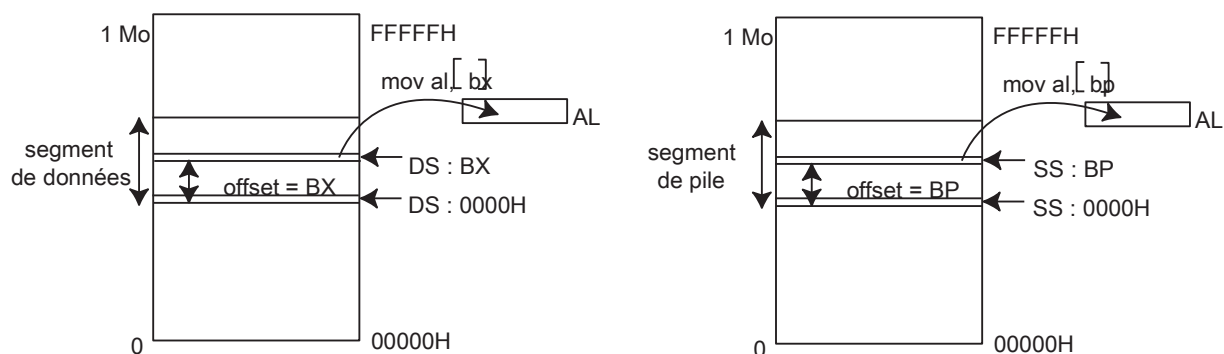 1 Mo
FFFFFH
mov al,[ bx ]
AL
segment
de données
DS : BX
offset = BX
DS : 0000H
0
00000H
1 Mo
FFFFFH
mov al,[ bp ]
AL
segment
de pile
SS : BP
offset = BP
SS : 0000H
0
00000H